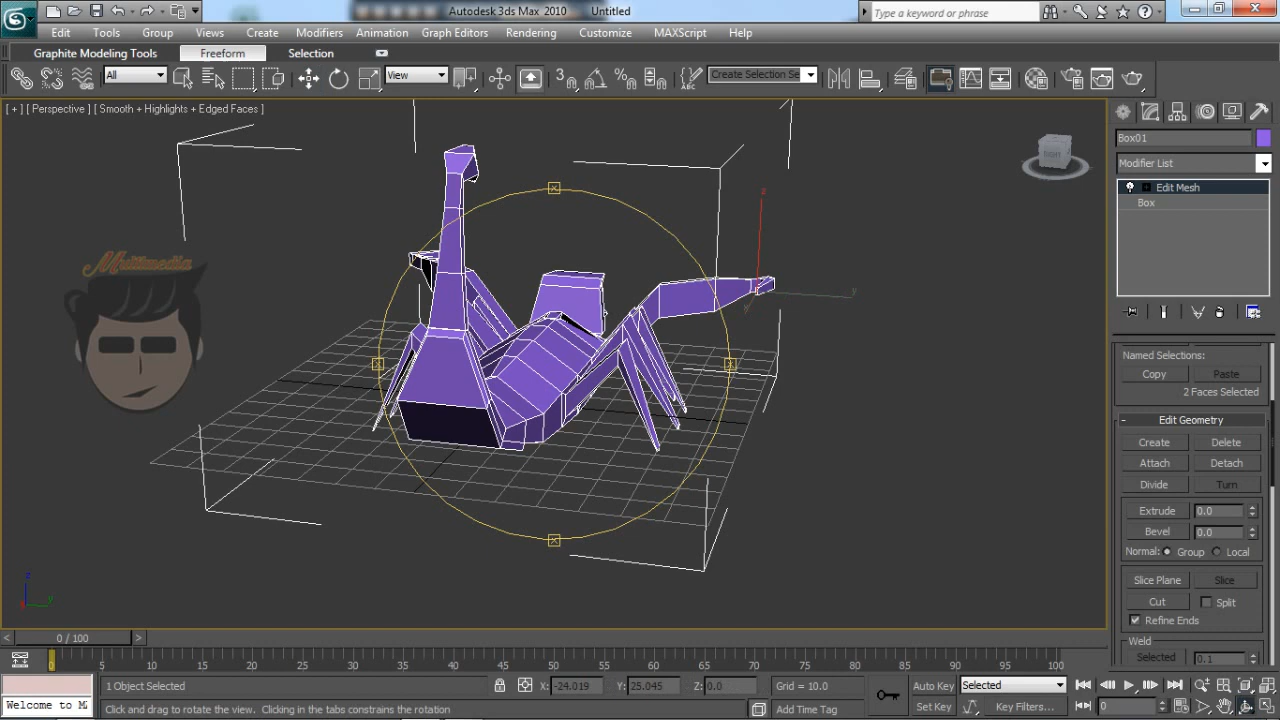 Autodesk 3ds Max 2010 Untitled
Type a keyword or phrase
Edit Tools Group Views Create Modifiers Animation Graph Editors Rendering Customize MAXScript Help
Graphite Modeling Tools Freeform Selection
All View 3 Create Selection Se
[ + ] [ Perspective ] [ Smooth + Highlights + Edged Faces ]
Box01
Modifier List
Edit Mesh
Box
Multimedia
z
y
Named Selections:
Copy Paste
2 Faces Selected
Edit Geometry
Create Delete
Attach Detach
Divide Turn
Extrude 0.0
Bevel 0.0
Normal: Group Local
Slice Plane Slice
Cut Split
Refine Ends
Weld
Selected 0.1
z
y
0 / 100
0 5 10 15 20 25 30 35 40 45 50 55 60 65 70 75 80 85 90 95 100
1 Object Selected X: -24.019 Y: 25.045 Z: 0.0 Grid = 10.0 Auto Key Selected
Welcome to M Click and drag to rotate the view. Clicking in the tabs constrains the rotation Add Time Tag Set Key Key Filters... 0